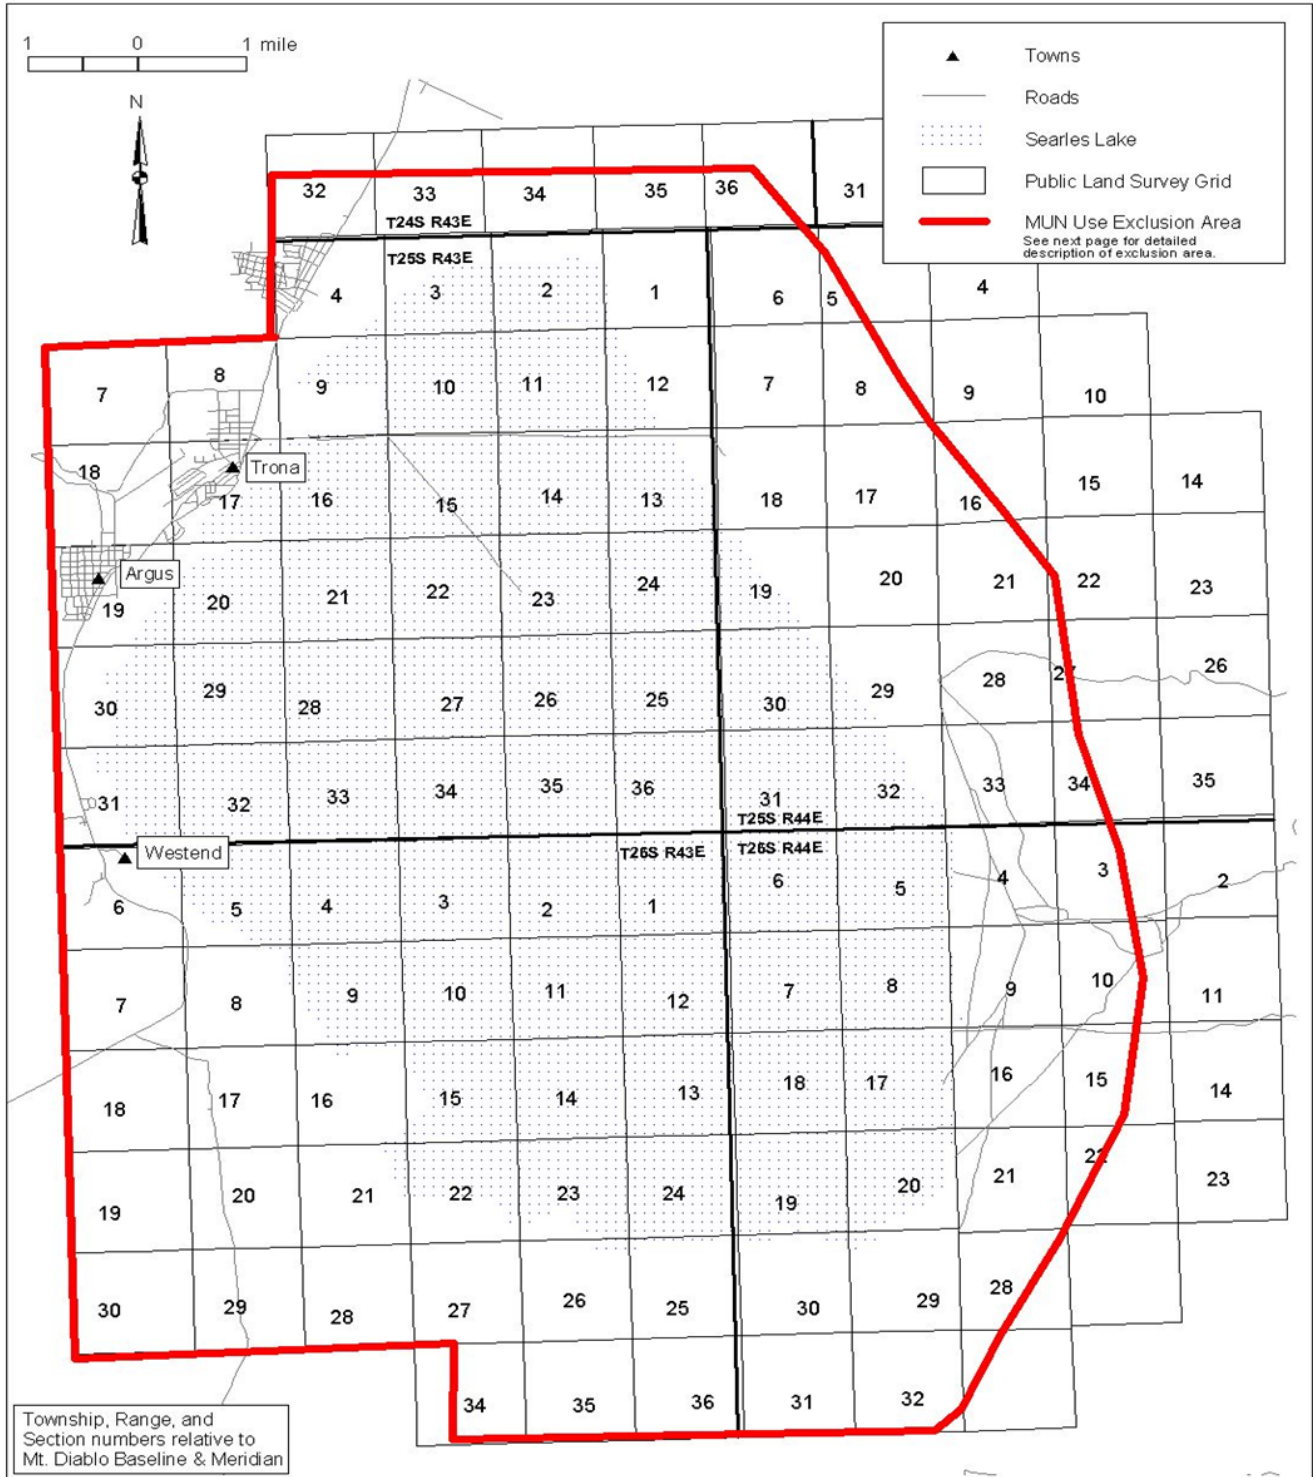 1 0 1 mile
N
Towns
Roads
Searles Lake
Public Land Survey Grid
MUN Use Exclusion Area
See next page for detailed
description of exclusion area.
32 33 34 35 36 31
T24S R43E
T25S R43E
4 3 2 1 6 5 4
7 8 9 10 11 12 7 8 9 10
18 17 16 15 14 13 18 17 16 15 14
Trona
Argus
19 20 21 22 23 24 19 20 21 22 23
30 29 28 27 26 25 30 29 28 27 26
31 32 33 34 35 36 31 32 33 34 35
T25S R44E
Westend
T26S R43E T26S R44E
6 5 4 3 2 1 6 5 4 3 2
7 8 9 10 11 12 7 8 9 10 11
18 17 16 15 14 13 18 17 16 15 14
19 20 21 22 23 24 19 20 21 22 23
30 29 28 27 26 25 30 29 28
34 35 36 31 32
Township, Range, and
Section numbers relative to
Mt. Diablo Baseline & Meridian